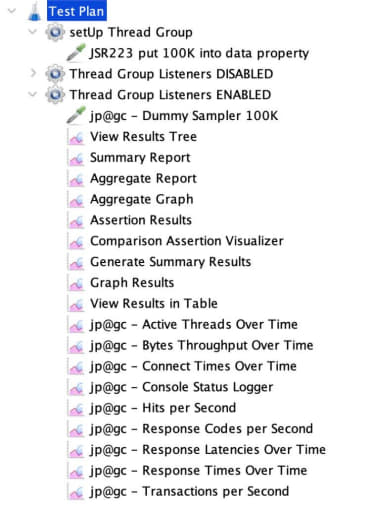 Test Plan
setUp Thread Group
JSR223 put 100K into data property
Thread Group Listeners DISABLED
Thread Group Listeners ENABLED
jp@gc - Dummy Sampler 100K
View Results Tree
Summary Report
Aggregate Report
Aggregate Graph
Assertion Results
Comparison Assertion Visualizer
Generate Summary Results
Graph Results
View Results in Table
jp@gc - Active Threads Over Time
jp@gc - Bytes Throughput Over Time
jp@gc - Connect Times Over Time
jp@gc - Console Status Logger
jp@gc - Hits per Second
jp@gc - Response Codes per Second
jp@gc - Response Latencies Over Time
jp@gc - Response Times Over Time
jp@gc - Transactions per Second